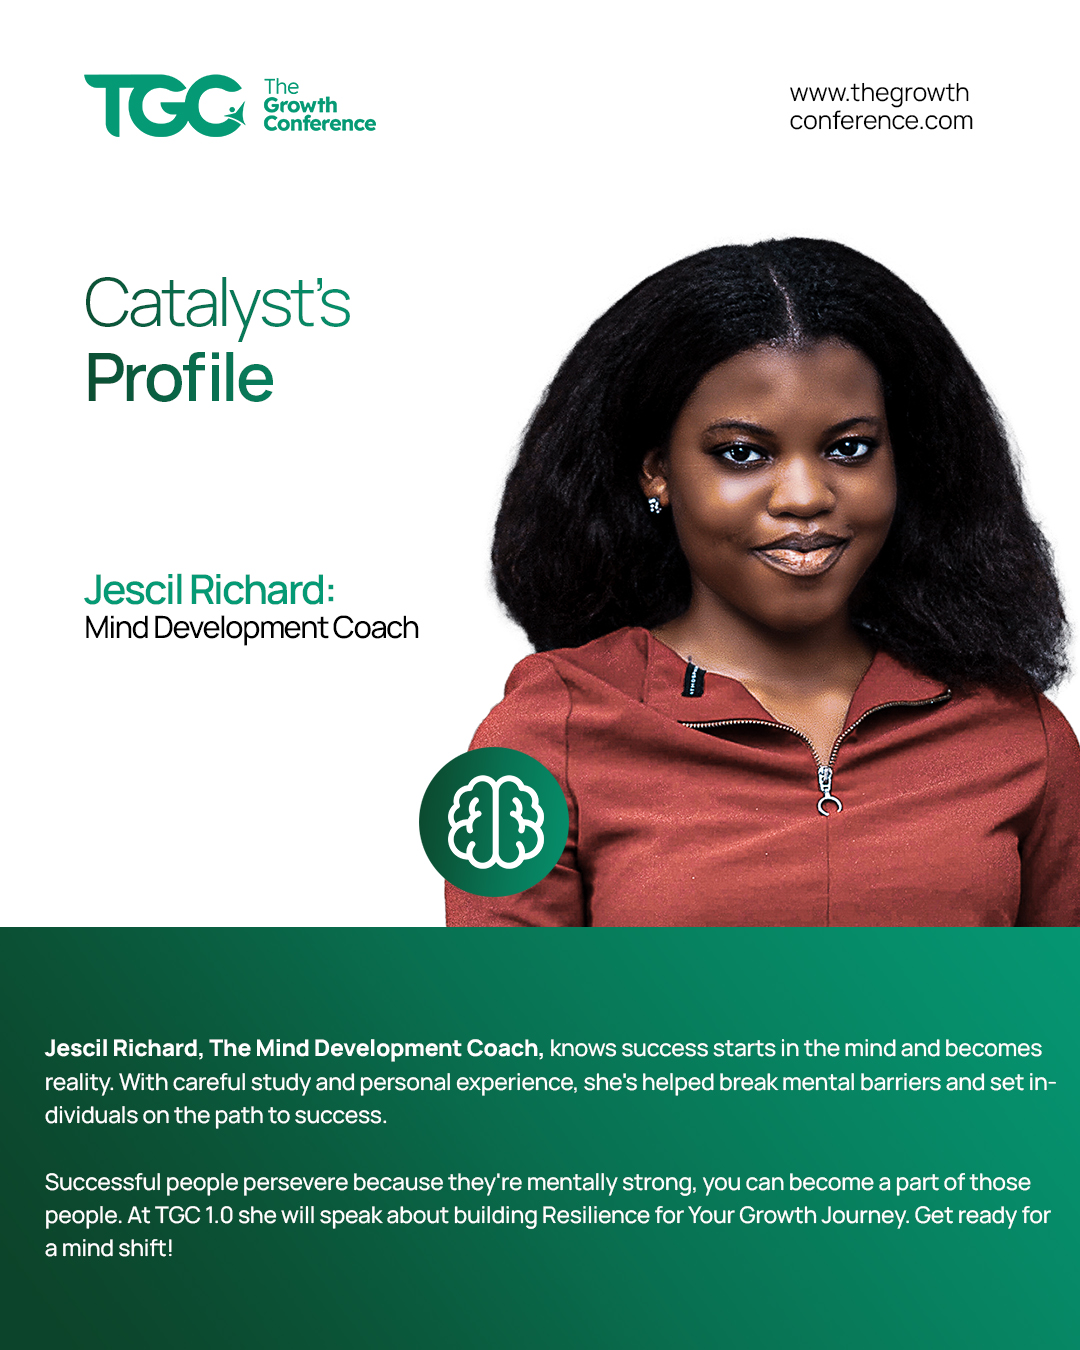 TGC
The
Growth
Conference
www.thegrowth
conference.com
Catalyst's
Profile
Jescil Richard:
Mind Development Coach
Jescil Richard, The Mind Development Coach, knows success starts in the mind and becomes
reality. With careful study and personal experience, she's helped break mental barriers and set in-
dividuals on the path to success.
Successful people persevere because they're mentally strong, you can become a part of those
people. At TGC 1.0 she will speak about building Resilience for Your Growth Journey. Get ready for
a mind shift!